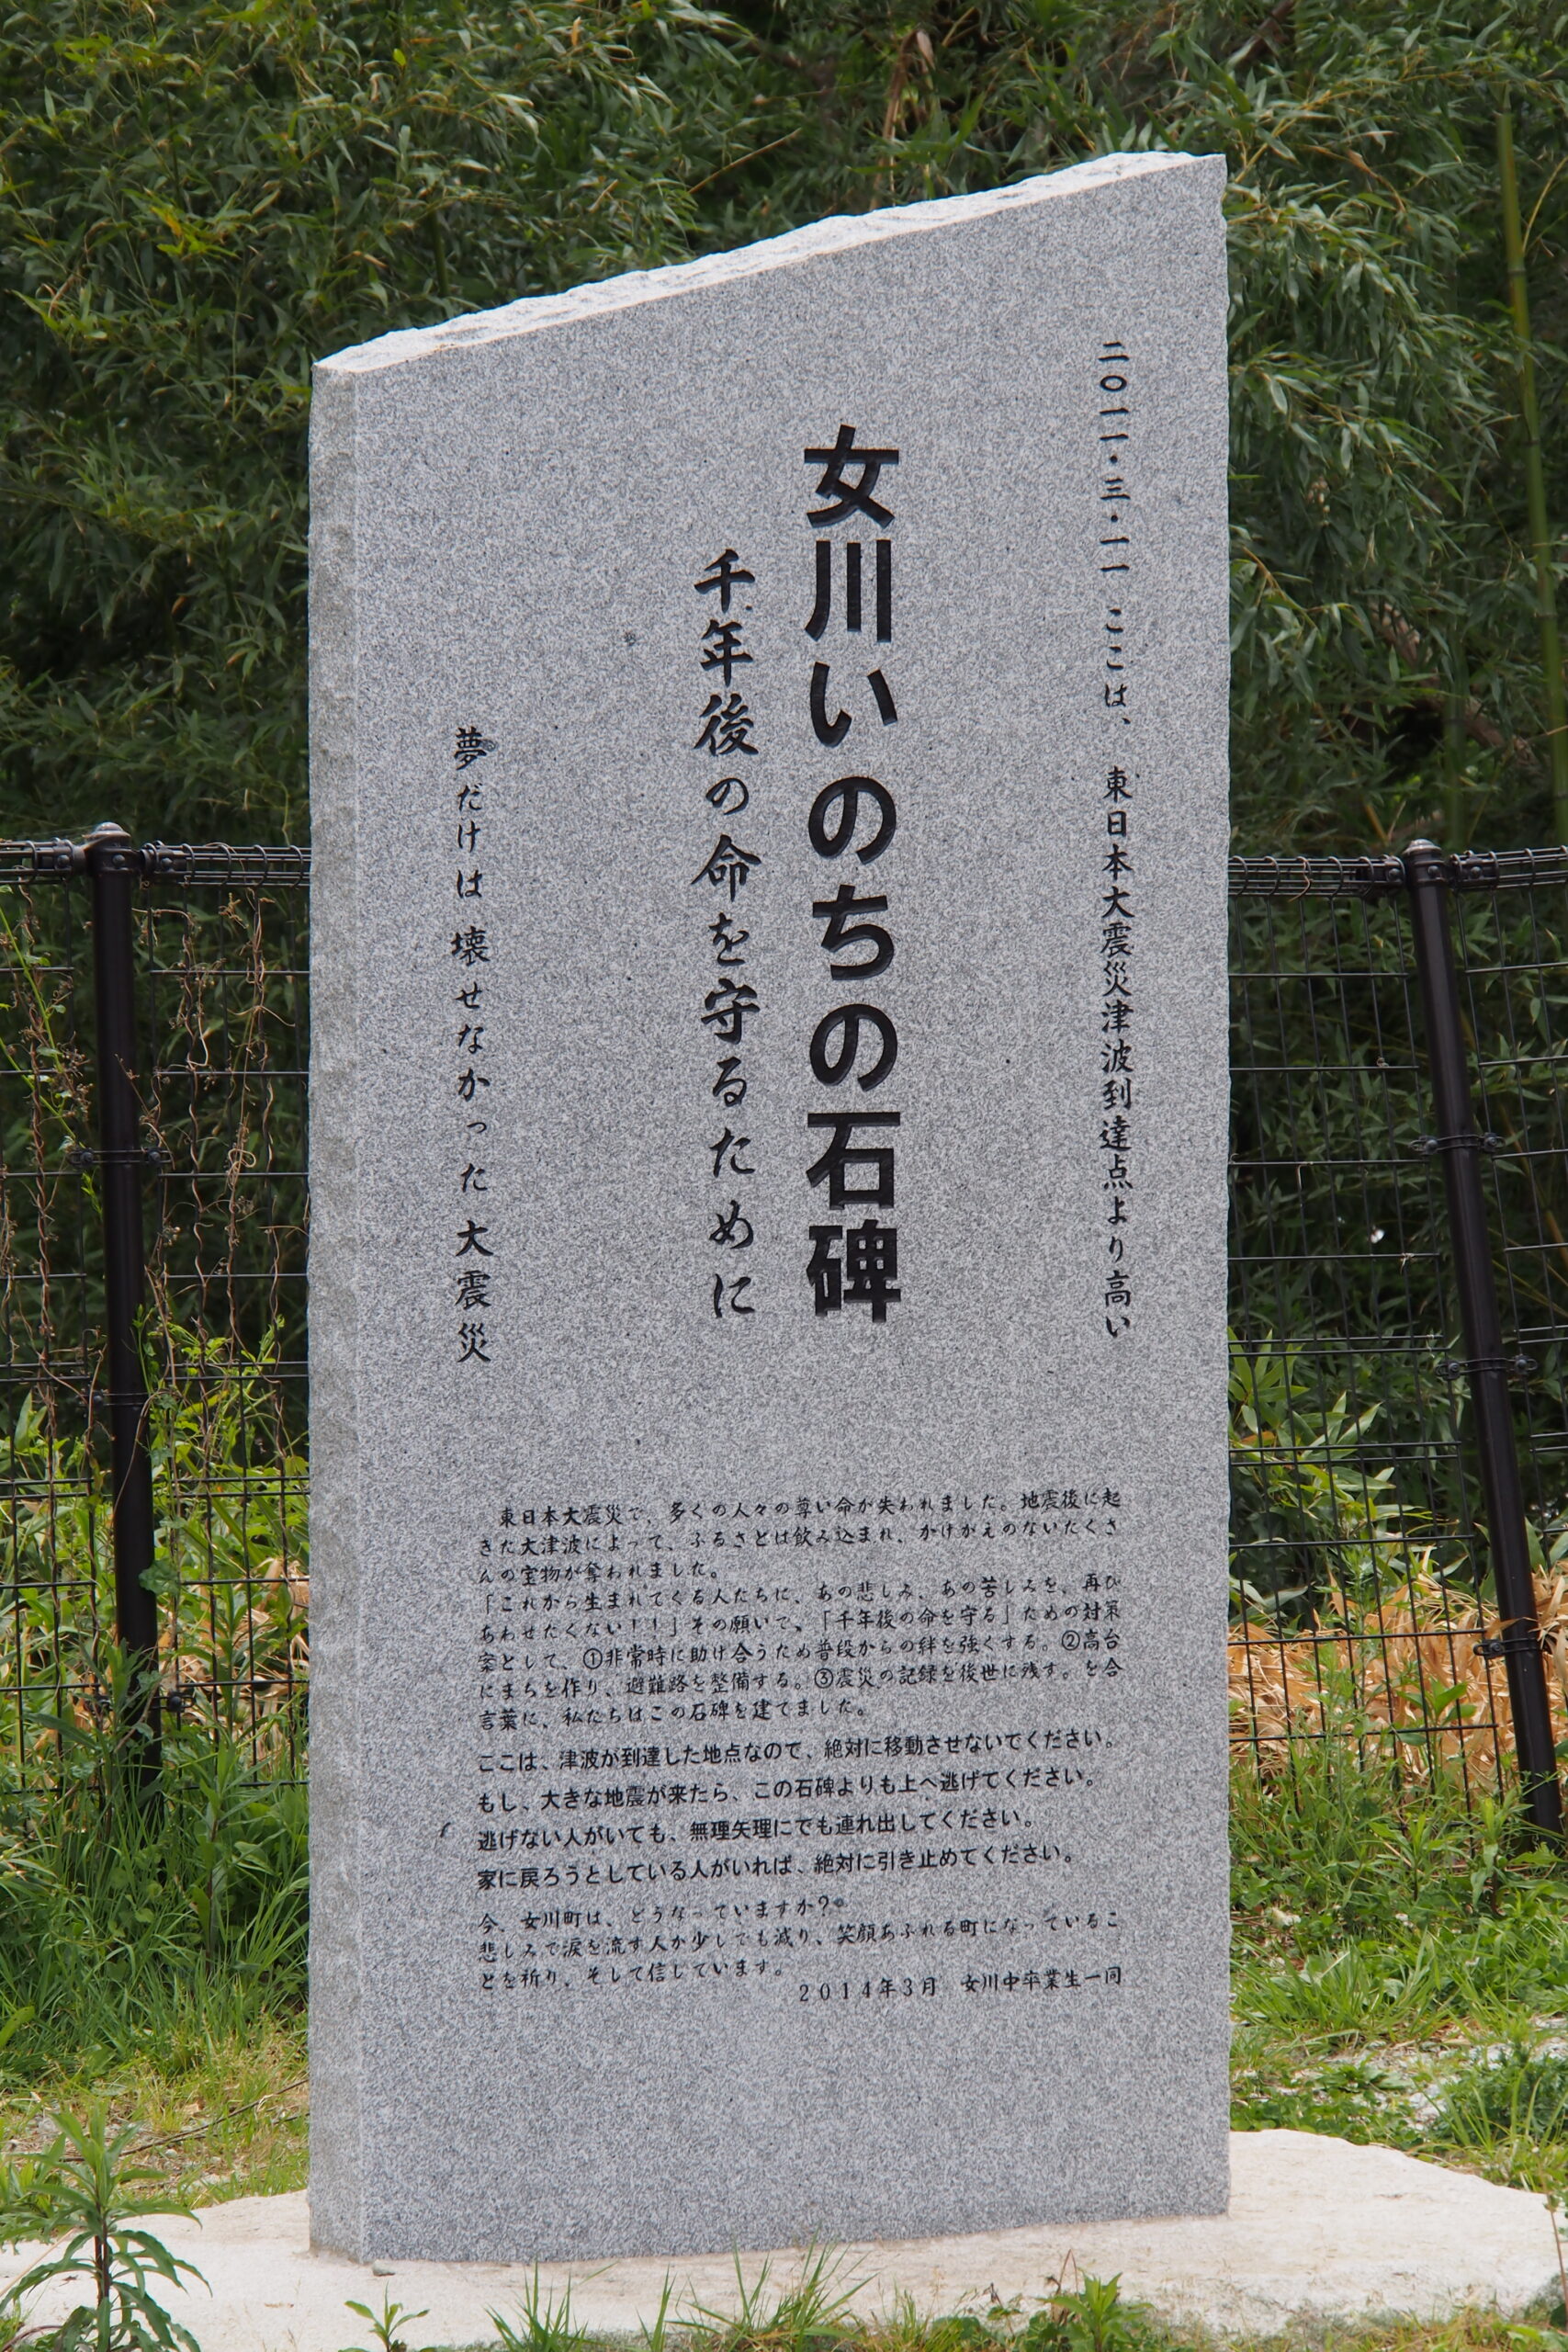 二〇一一・三・一一 ここは、東日本大震災津波到達点より高い
女川いのちの石碑
千年後の命を守るために
夢だけは 壊せなかった 大震災
東日本大震災で、多くの人々の尊い命が失われました。地震後に起
きた大津波によって、ふるさとは飲み込まれ、かけがえのないたくさ
んの宝物が奪われました。
「これから生まれてくる人たちに、あの悲しみ、あの苦しみを、再び
あわせたくない！！」その願いで、「千年後の命を守る」ための対策
案として、①非常時に助け合うため普段からの絆を強くする。②高台
にまちを作り、避難路を整備する。③震災の記録を後世に残す。を合
言葉に、私たちはこの石碑を建てました。
ここは、津波が到達した地点なので、絶対に移動させないでください。
もし、大きな地震が来たら、この石碑よりも上へ逃げてください。
逃げない人がいても、無理矢理にでも連れ出してください。
家に戻ろうとしている人がいれば、絶対に引き止めてください。
今、女川町は、どうなっていますか？
悲しみで涙を流す人が少しでも減り、笑顔あふれる町になっているこ
とを祈り、そして信じています。
2014年3月 女川中卒業生一同